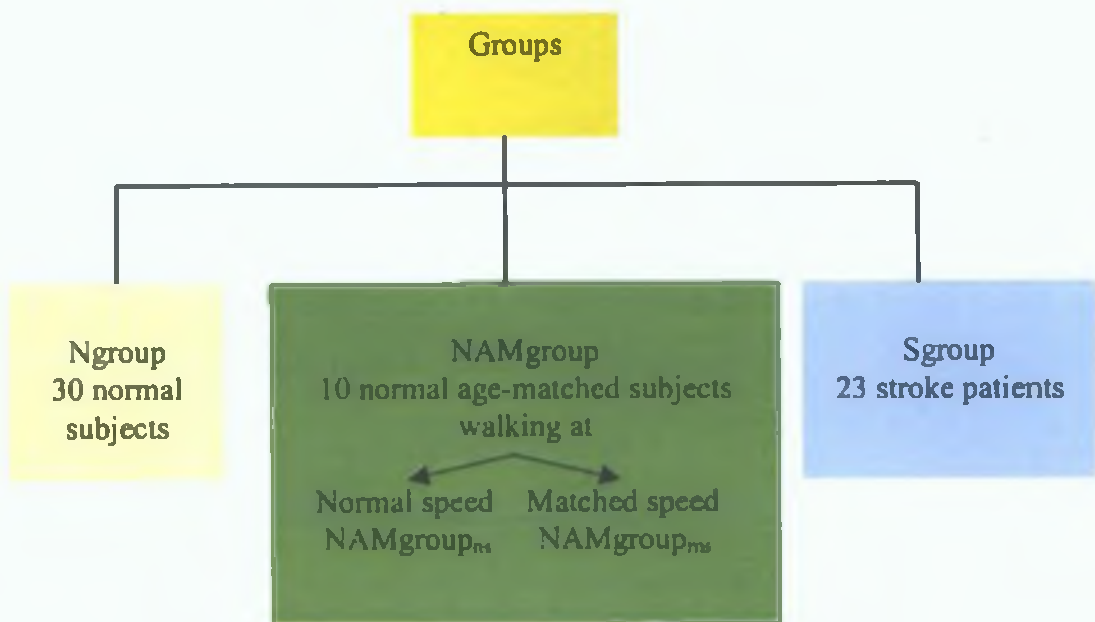 Groups
Ngroup
30 normal
subjects
NAMgroup
10 normal age-matched subjects
walking at
Normal speed Matched speed
NAMgroupns NAMgroupms
Sgroup
23 stroke patients